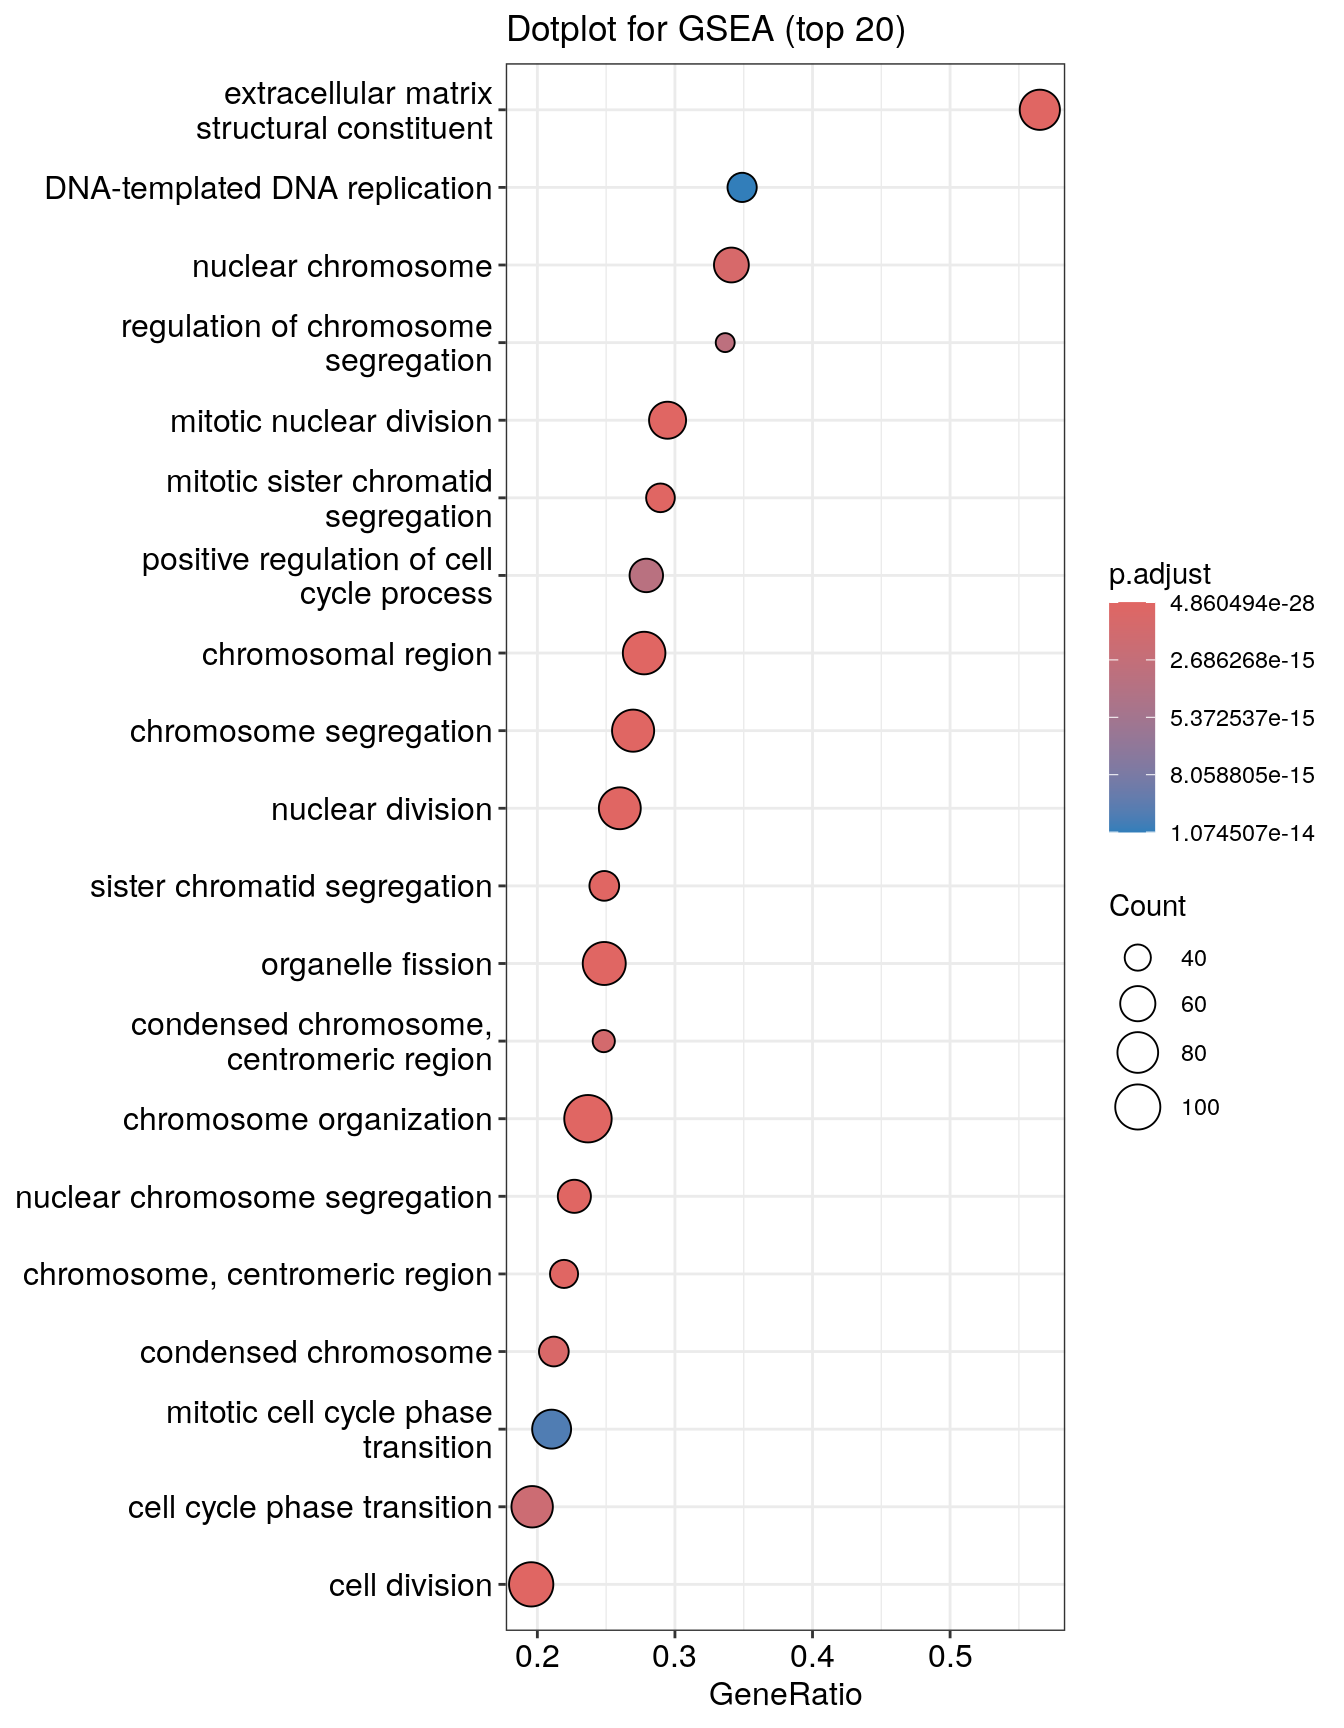 Dotplot for GSEA (top 20)
extracellular matrix
structural constituent
DNA-templated DNA replication
nuclear chromosome
regulation of chromosome
segregation
mitotic nuclear division
mitotic sister chromatid
segregation
positive regulation of cell
cycle process
chromosomal region
chromosome segregation
nuclear division
sister chromatid segregation
organelle fission
condensed chromosome,
centromeric region
chromosome organization
nuclear chromosome segregation
chromosome, centromeric region
condensed chromosome
mitotic cell cycle phase
transition
cell cycle phase transition
cell division
0.2 0.3 0.4 0.5
GeneRatio
p.adjust
4.860494e-28
2.686268e-15
5.372537e-15
8.058805e-15
1.074507e-14
Count
40
60
80
100